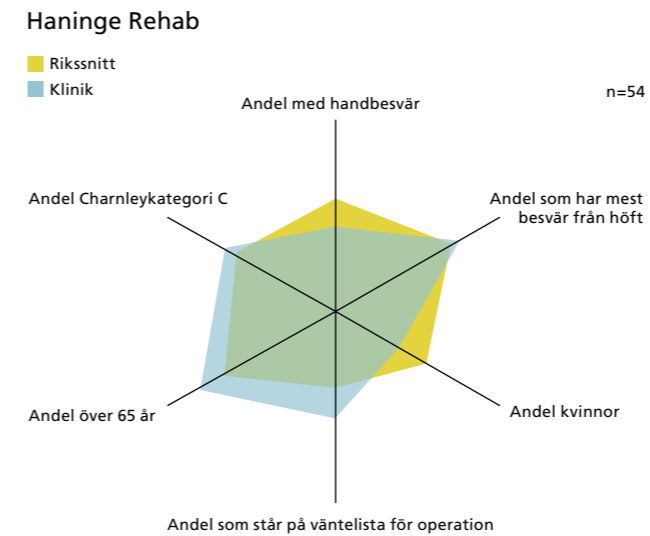 Haninge Rehab
Rikssnitt
Klinik
n=54
Andel med handbesvär
Andel Charnleykategori C
Andel som har mest
besvär från höft
Andel över 65 år
Andel kvinnor
Andel som står på väntelista för operation